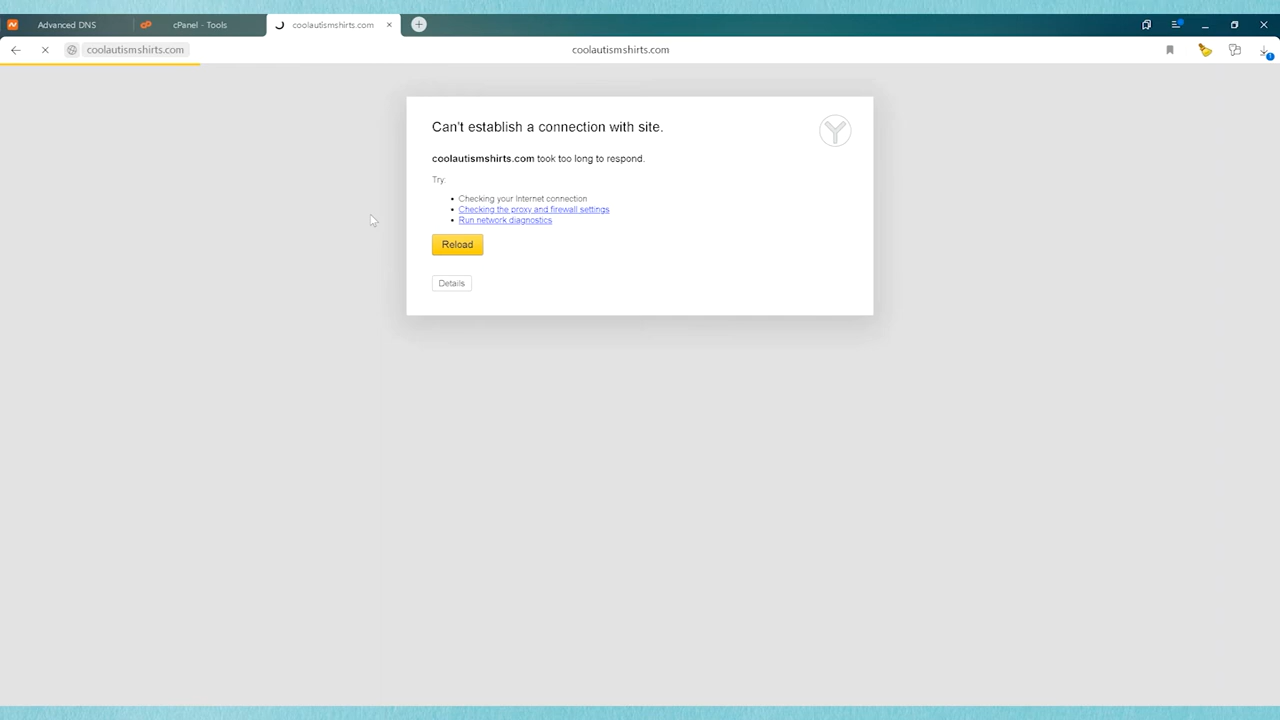 Advanced DNS
cPanel - Tools
coolautismshirts.com
coolautismshirts.com
coolautismshirts.com
Can't establish a connection with site.
coolautismshirts.com took too long to respond.
Try:
Checking your Internet connection
Checking the proxy and firewall settings
Run network diagnostics
Reload
Details